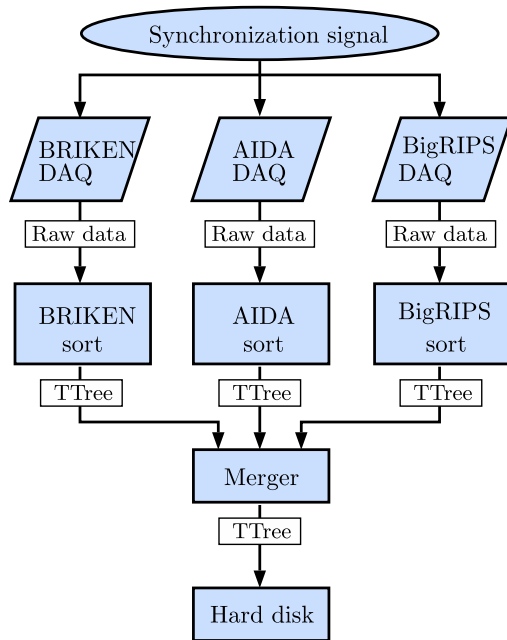 Synchronization signal
BRIKEN
DAQ
AIDA
DAQ
BigRIPS
DAQ
Raw data
Raw data
Raw data
BRIKEN
sort
AIDA
sort
BigRIPS
sort
TTree
TTree
TTree
Merger
TTree
Hard disk